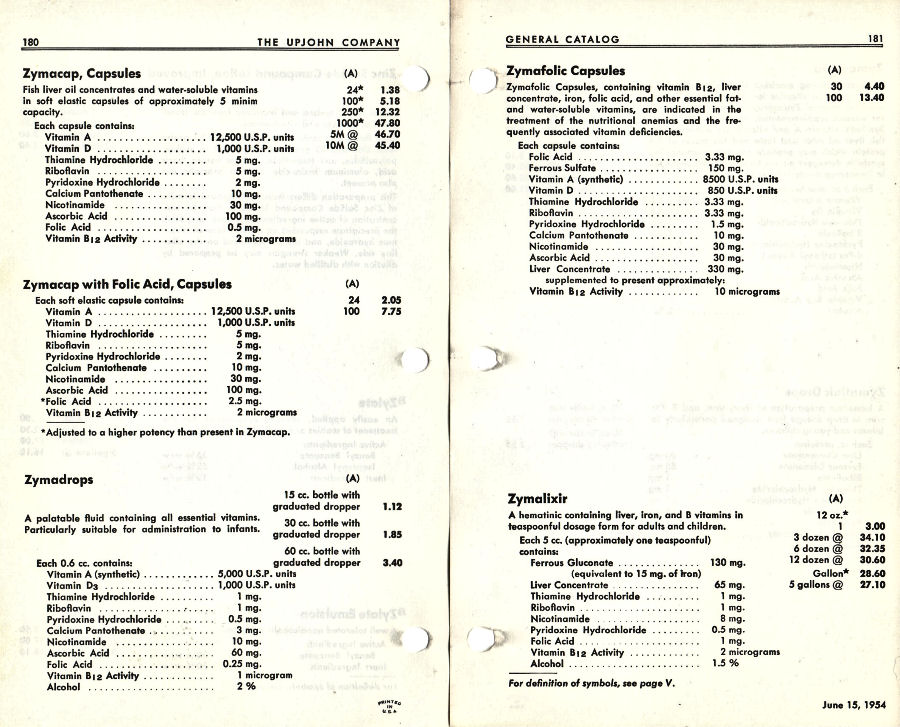 180 THE UPJOHN COMPANY
Zymacap, Capsules (A)
Fish liver oil concentrates and water-soluble vitamins 24* 1.38
in soft elastic capsules of approximately 5 minim 100* 5.18
capacity. 250* 12.32
Each capsule contains: 1000* 47.80
Vitamin A .................... 12,500 U.S.P. units 5M @ 46.70
Vitamin D .................... 1,000 U.S.P. units 10M @ 45.40
Thiamine Hydrochloride ......... 5 mg.
Riboflavin .................... 5 mg.
Pyridoxine Hydrochloride ........ 2 mg.
Calcium Pantothenate ........... 10 mg.
Nicotinamide ................. 30 mg.
Ascorbic Acid ................. 100 mg.
Folic Acid .................... 0.5 mg.
Vitamin B12 Activity ............ 2 micrograms
Zymacap with Folic Acid, Capsules (A)
Each soft elastic capsule contains: 24 2.05
Vitamin A .................... 12,500 U.S.P. units 100 7.75
Vitamin D .................... 1,000 U.S.P. units
Thiamine Hydrochloride ......... 5 mg.
Riboflavin .................... 5 mg.
Pyridoxine Hydrochloride ........ 2 mg.
Calcium Pantothenate ........... 10 mg.
Nicotinamide ................. 30 mg.
Ascorbic Acid ................. 100 mg.
*Folic Acid .................... 2.5 mg.
Vitamin B12 Activity ............ 2 micrograms
*Adjusted to a higher potency than present in Zymacap.
Zymadrops (A)
15 cc. bottle with
graduated dropper 1.12
A palatable fluid containing all essential vitamins.
Particularly suitable for administration to infants.
30 cc. bottle with
graduated dropper 1.85
60 cc. bottle with
Each 0.6 cc. contains: graduated dropper 3.40
Vitamin A (synthetic) ............. 5,000 U.S.P. units
Vitamin D3 .................... 1,000 U.S.P. units
Thiamine Hydrochloride .......... 1 mg.
Riboflavin .................... 1 mg.
Pyridoxine Hydrochloride ......... 0.5 mg.
Calcium Pantothenate ............ 3 mg.
Nicotinamide .................. 10 mg.
Ascorbic Acid .................. 60 mg.
Folic Acid ..................... 0.25 mg.
Vitamin B12 Activity ............. 1 microgram
Alcohol ...................... 2 %
PRINTED
IN
U.S.A.
GENERAL CATALOG 181
Zymafolic Capsules (A)
Zymafolic Capsules, containing vitamin B12, liver 30 4.40
concentrate, iron, folic acid, and other essential fat- 100 13.40
and water-soluble vitamins, are indicated in the
treatment of the nutritional anemias and the fre-
quently associated vitamin deficiencies.
Each capsule contains:
Folic Acid ...................... 3.33 mg.
Ferrous Sulfate .................. 150 mg.
Vitamin A (synthetic) ............. 8500 U.S.P. units
Vitamin D ...................... 850 U.S.P. units
Thiamine Hydrochloride .......... 3.33 mg.
Riboflavin ..................... 3.33 mg.
Pyridoxine Hydrochloride ......... 1.5 mg.
Calcium Pantothenate ............ 10 mg.
Nicotinamide ................... 30 mg.
Ascorbic Acid ................... 30 mg.
Liver Concentrate ............... 330 mg.
supplemented to present approximately:
Vitamin B12 Activity ............. 10 micrograms
Zymalixir (A)
A hematinic containing liver, iron, and B vitamins in 12 oz.*
teaspoonful dosage form for adults and children. 1 3.00
Each 5 cc. (approximately one teaspoonful) 3 dozen @ 34.10
contains: 6 dozen @ 32.35
Ferrous Gluconate ............... 130 mg. 12 dozen @ 30.60
(equivalent to 15 mg. of iron) Gallon* 28.60
Liver Concentrate ................ 65 mg. 5 gallons @ 27.10
Thiamine Hydrochloride .......... 1 mg.
Riboflavin ..................... 1 mg.
Nicotinamide ................... 8 mg.
Pyridoxine Hydrochloride ......... 0.5 mg.
Folic Acid ..................... 1 mg.
Vitamin B12 Activity ............. 2 micrograms
Alcohol ....................... 1.5 %
For definition of symbols, see page V.
June 15, 1954